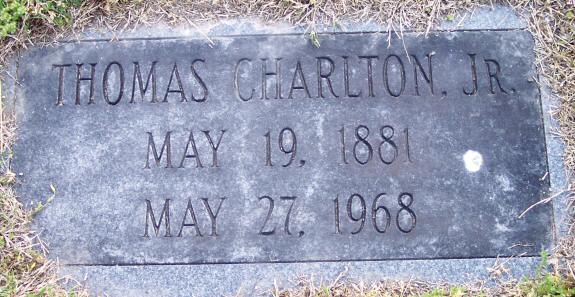 THOMAS CHARLTON, JR.
MAY 19, 1881
MAY 27, 1968